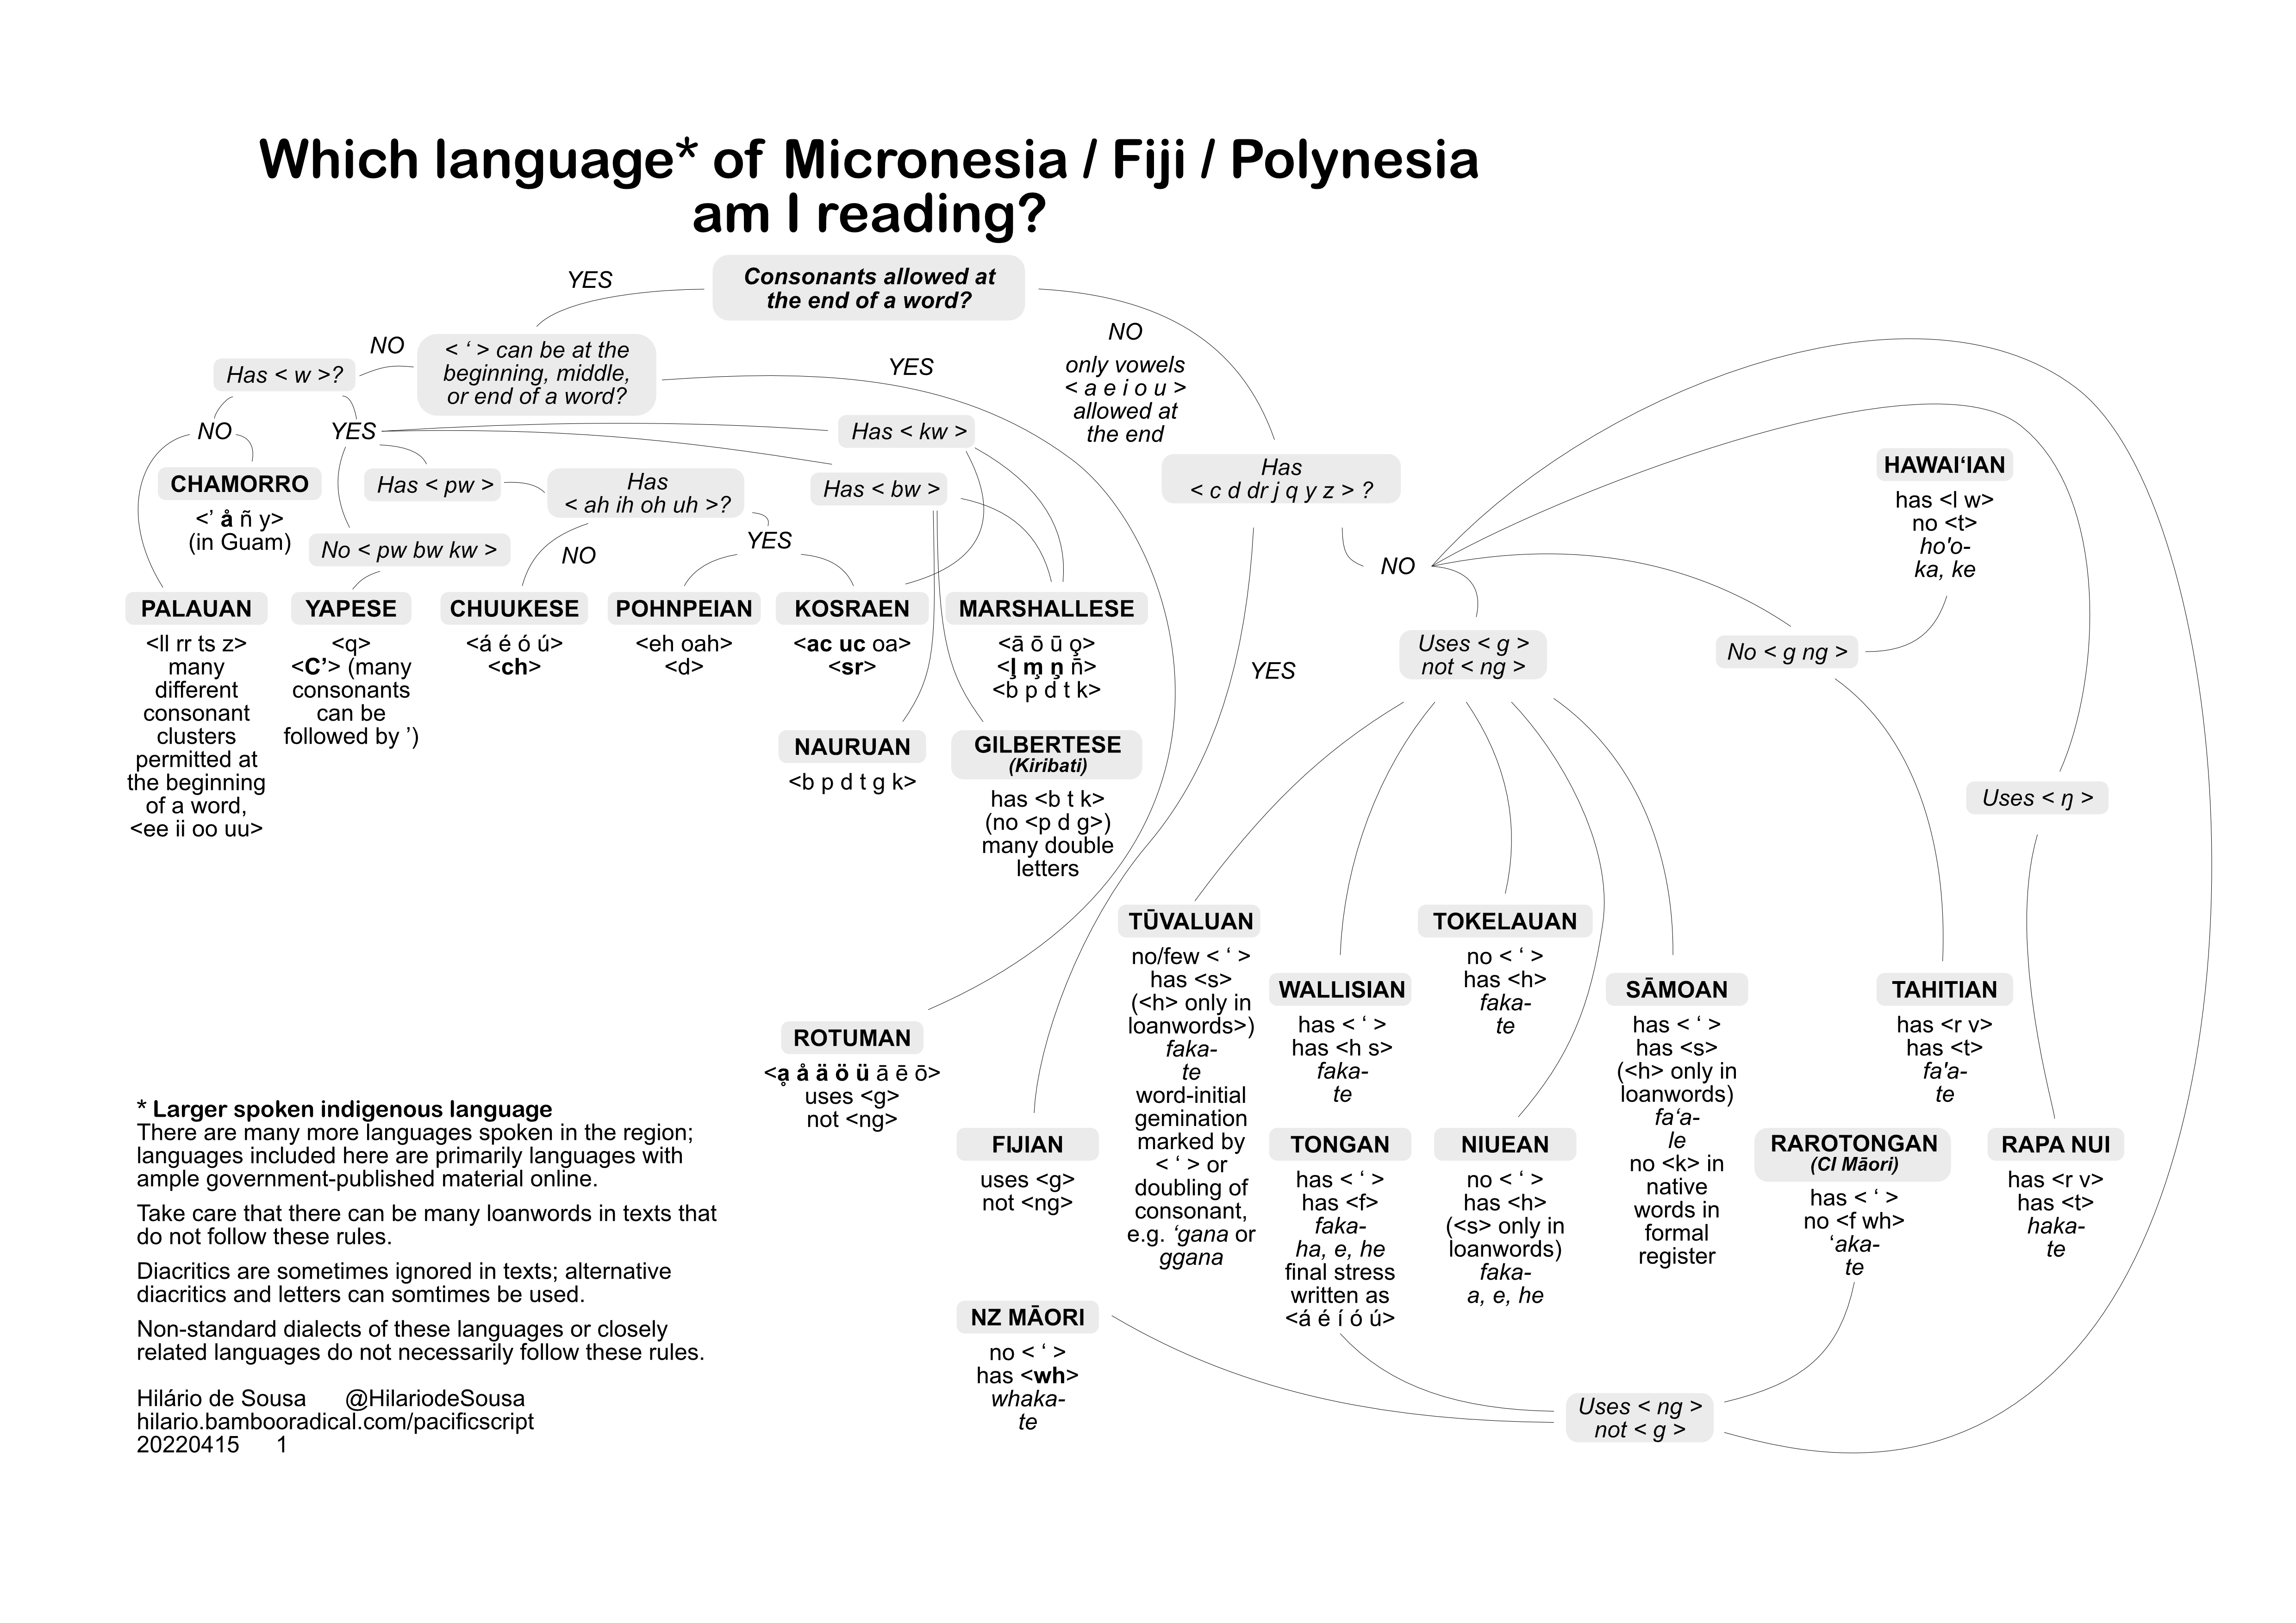 Which language* of Micronesia / Fiji / Polynesia
am I reading?
Consonants allowed at
the end of a word?
YES
NO
only vowels
< a e i o u >
allowed at
the end
< ‘ > can be at the
beginning, middle,
or end of a word?
NO
YES
Has < w >?
NO
YES
Has < kw >
Has < bw >
Has < pw >
Has
< ah ih oh uh >?
No < pw bw kw >
NO
YES
CHAMORRO
<’ å ñ y>
(in Guam)
PALAUAN
<ll rr ts z>
many
different
consonant
clusters
permitted at
the beginning
of a word,
<ee ii oo uu>
YAPESE
<q>
<C’> (many
consonants
can be
followed by ’)
CHUUKESE
<á é ó ú>
<ch>
POHNPEIAN
<eh oah>
<d>
KOSRAEN
<ac uc oa>
<sr>
MARSHALLESE
<ā ō ū o̧>
<ļ m̧ ņ n̄>
<b p d t k>
NAURUAN
<b p d t g k>
GILBERTESE
(Kiribati)
has <b t k>
(no <p d g>)
many double
letters
ROTUMAN
<ḁ å ä ö ü ā ē ō>
uses <g>
not <ng>
Has
< c d dr j q y z > ?
YES
NO
FIJIAN
uses <g>
not <ng>
Uses < g >
not < ng >
No < g ng >
Uses < ŋ >
HAWAI‘IAN
has <l w>
no <t>
ho'o-
ka, ke
TŪVALUAN
no/few < ‘ >
has <s>
(<h> only in
loanwords>)
faka-
te
word-initial
gemination
marked by
< ‘ > or
doubling of
consonant,
e.g. ‘gana or
ggana
WALLISIAN
has < ‘ >
has <h s>
faka-
te
TOKELAUAN
no < ‘ >
has <h>
faka-
te
SĀMOAN
has < ‘ >
has <s>
(<h> only in
loanwords)
fa‘a-
le
no <k> in
native
words in
formal
register
TAHITIAN
has <r v>
has <t>
fa'a-
te
TONGAN
has < ‘ >
has <f>
faka-
ha, e, he
final stress
written as
<á é í ó ú>
NIUEAN
no < ‘ >
has <h>
(<s> only in
loanwords)
faka-
a, e, he
RAROTONGAN
(CI Māori)
has < ‘ >
no <f wh>
‘aka-
te
RAPA NUI
has <r v>
has <t>
haka-
te
NZ MĀORI
no < ‘ >
has <wh>
whaka-
te
Uses < ng >
not < g >
* Larger spoken indigenous language
There are many more languages spoken in the region;
languages included here are primarily languages with
ample government-published material online.
Take care that there can be many loanwords in texts that
do not follow these rules.
Diacritics are sometimes ignored in texts; alternative
diacritics and letters can somtimes be used.
Non-standard dialects of these languages or closely
related languages do not necessarily follow these rules.
Hilário de Sousa @HilariodeSousa
hilario.bambooradical.com/pacificscript
20220415 1